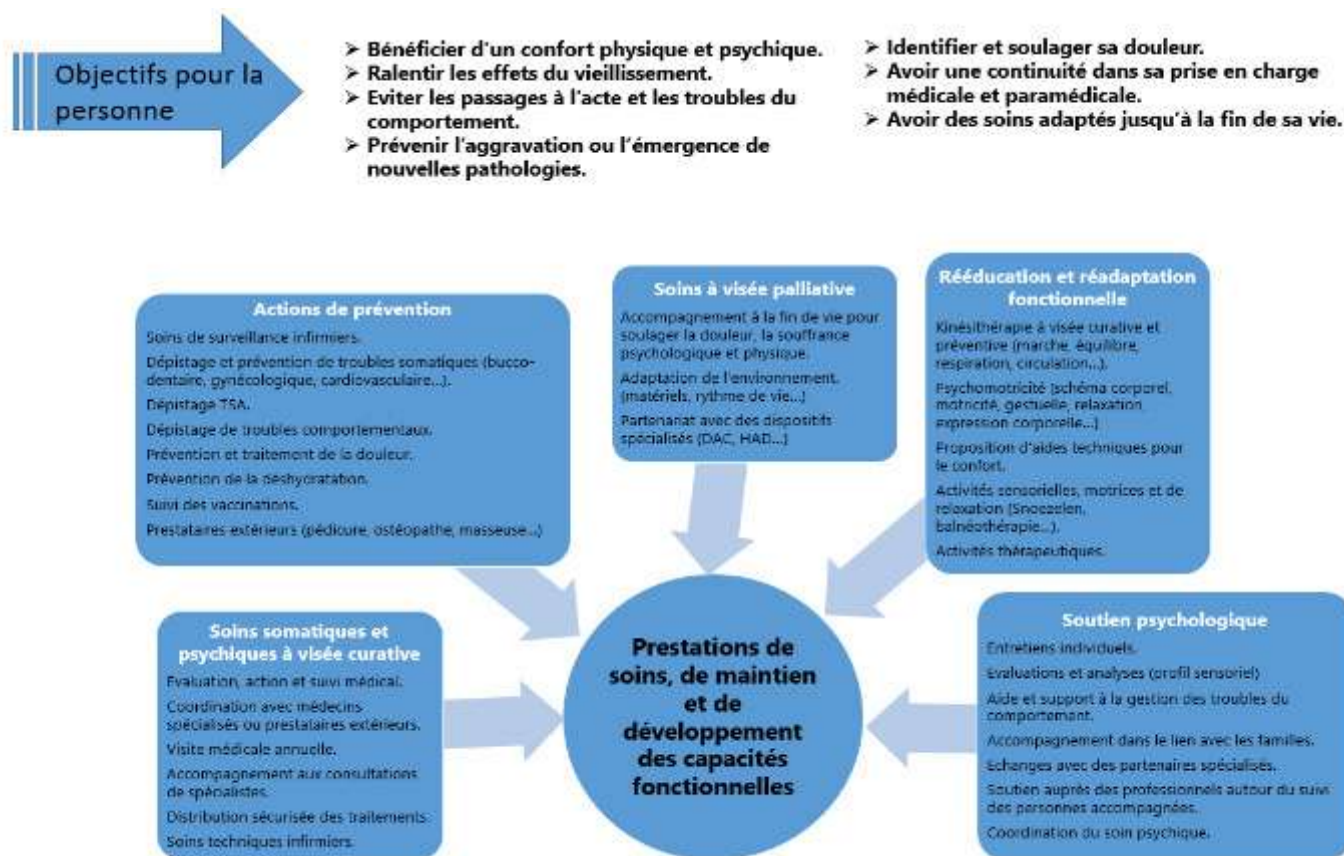 Objectifs pour la
personne
➢ Bénéficier d'un confort physique et psychique.
➢ Ralentir les effets du vieillissement.
➢ Eviter les passages à l'acte et les troubles du
comportement.
➢ Prévenir l'aggravation ou l'émergence de
nouvelles pathologies.
➢ Identifier et soulager sa douleur.
➢ Avoir une continuité dans sa prise en charge
médicale et paramédicale.
➢ Avoir des soins adaptés jusqu'à la fin de sa vie.
Actions de prévention
Soins de surveillance infirmiers.
Dépistage et prévention de troubles somatiques (bucco-
dentaire, gynécologique, cardiovasculaire...).
Dépistage TSA.
Dépistage de troubles comportementaux.
Prévention et traitement de la douleur.
Prévention de la déshydratation.
Suivi des vaccinations.
Prestataires extérieurs (pédicure, ostéopathe, masseuse...)
Soins à visée palliative
Accompagnement à la fin de vie pour
soulager la douleur, la souffrance
psychologique et physique.
Adaptation de l'environnement.
(matériels, rythme de vie...)
Partenariat avec des dispositifs
spécialisés (DAC, HAD...)
Rééducation et réadaptation
fonctionnelle
Kinésithérapie à visée curative et
préventive (marche, équilibre,
respiration, circulation...).
Psychomotricité (schéma corporel,
motricité, gestuelle, relaxation,
expression corporelle...)
Proposition d'aides techniques pour
le confort.
Activités sensorielles, motrices et de
relaxation (Snoezelen,
balnéothérapie...).
Activités thérapeutiques.
Soins somatiques et
psychiques à visée curative
Evaluation, action et suivi médical.
Coordination avec médecins
spécialisés ou prestataires extérieurs.
Visite médicale annuelle.
Accompagnement aux consultations
de spécialistes.
Distribution sécurisée des traitements.
Soins techniques infirmiers.
Prestations de
soins, de maintien
et de
développement
des capacités
fonctionnelles
Soutien psychologique
Entretiens individuels.
Evaluations et analyses (profil sensoriel)
Aide et support à la gestion des troubles du
comportement.
Accompagnement dans le lien avec les familles.
Echanges avec des partenaires spécialisés.
Soutien auprès des professionnels autour du suivi
des personnes accompagnées.
Coordination du soin psychique.